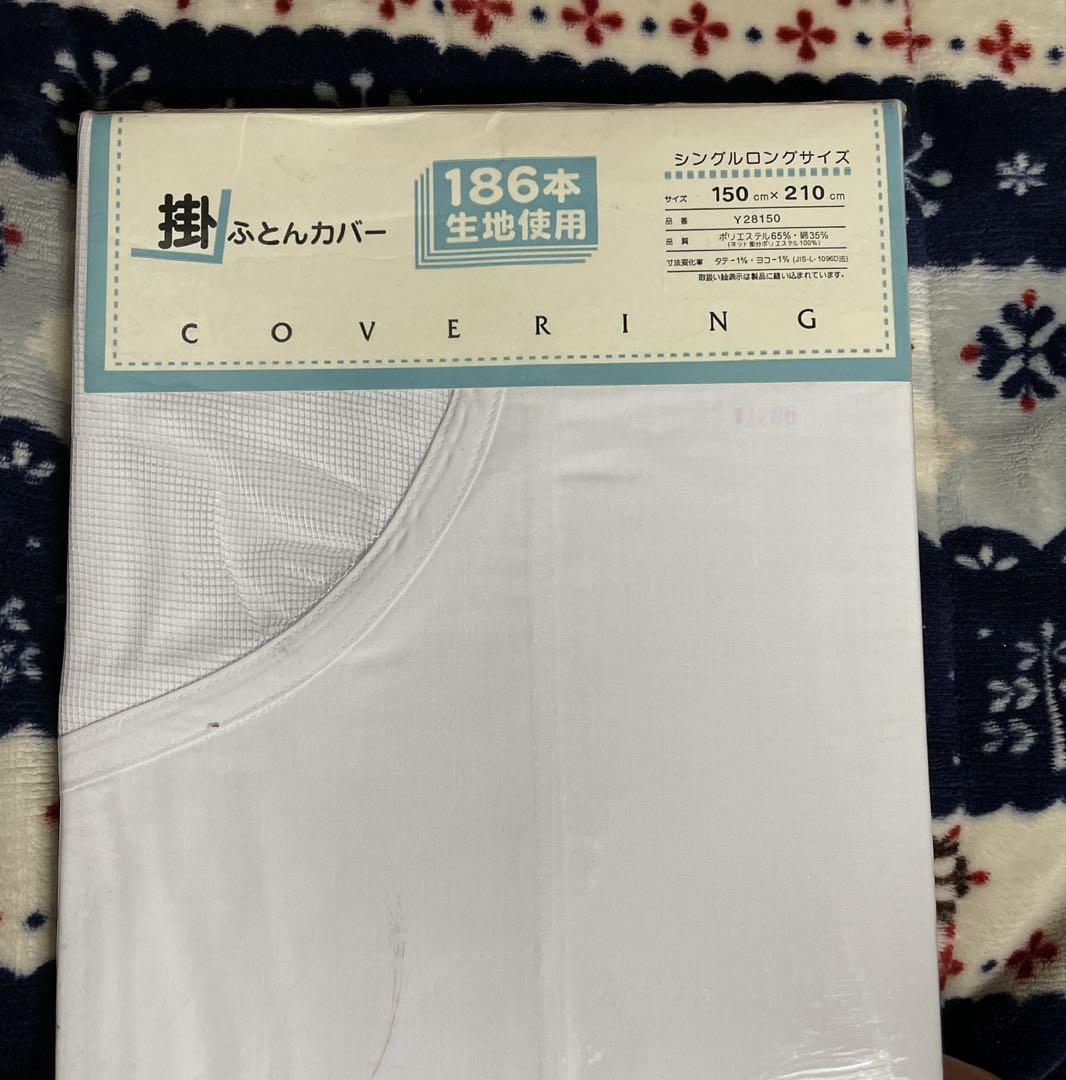 掛ふとんカバー
186本
生地使用
シングルロングサイズ
サイズ 150cm×210cm
品番 Y28150
品質 ポリエステル65%・綿35%
(ネット部分ポリエステル100%)
寸法変化率 タテ-1%・ヨコ-1% (JIS-L-1096D法)
取扱い絵表示は製品に縫い込まれています。
COVERING